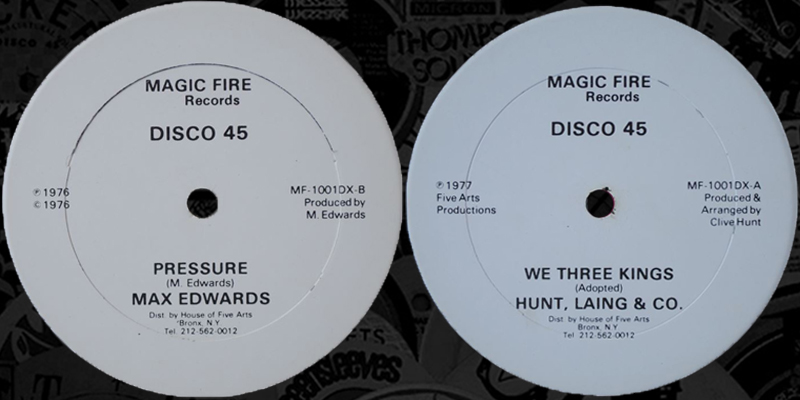 MAGIC FIRE
Records
DISCO 45
℗ 1976
© 1976
MF-1001DX-B
Produced by
M. Edwards
PRESSURE
(M. Edwards)
MAX EDWARDS
Dist. by House of Five Arts
Bronx, N.Y
Tel. 212-562-0012
MAGIC FIRE
Records
DISCO 45
℗ 1977
Five Arts
Productions
MF-1001DX-A
Produced &
Arranged by
Clive Hunt
WE THREE KINGS
(Adopted)
HUNT, LAING & CO.
Dist. by House of Five Arts
Bronx, N.Y
Tel. 212-562-0012
THOMPSON